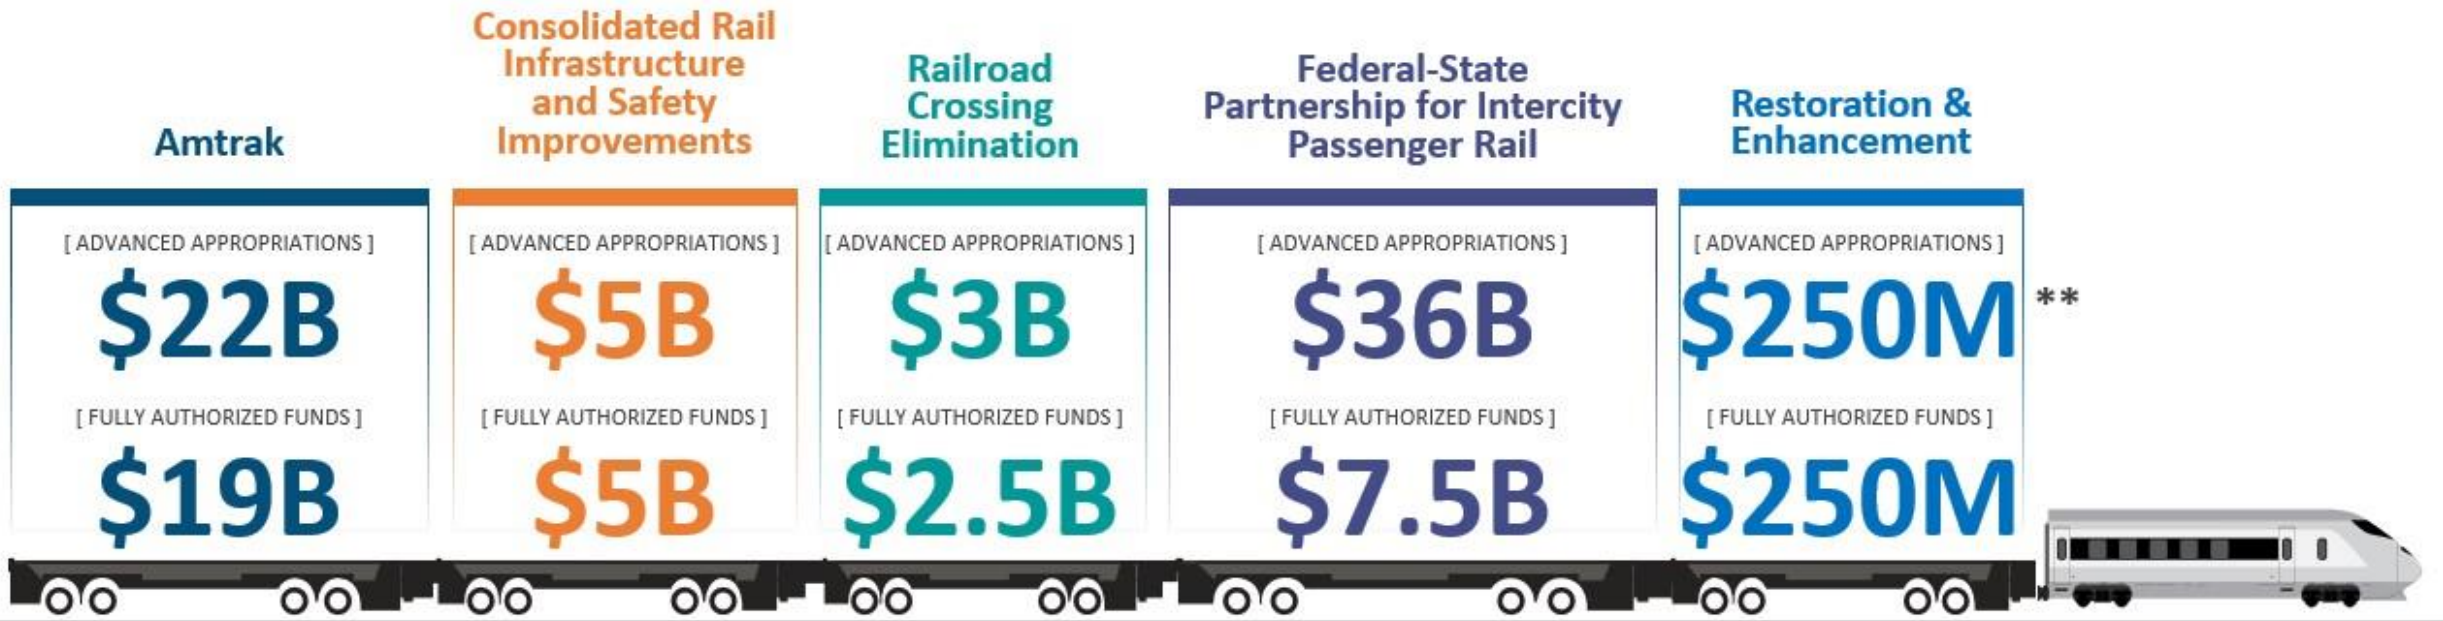 Amtrak
Consolidated Rail
Infrastructure
and Safety
Improvements
Railroad
Crossing
Elimination
Federal-State
Partnership for Intercity
Passenger Rail
Restoration &
Enhancement
[ ADVANCED APPROPRIATIONS ]
$22B
[ FULLY AUTHORIZED FUNDS ]
$19B
[ ADVANCED APPROPRIATIONS ]
$5B
[ FULLY AUTHORIZED FUNDS ]
$5B
[ ADVANCED APPROPRIATIONS ]
$3B
[ FULLY AUTHORIZED FUNDS ]
$2.5B
[ ADVANCED APPROPRIATIONS ]
$36B
[ FULLY AUTHORIZED FUNDS ]
$7.5B
[ ADVANCED APPROPRIATIONS ]
$250M **
[ FULLY AUTHORIZED FUNDS ]
$250M